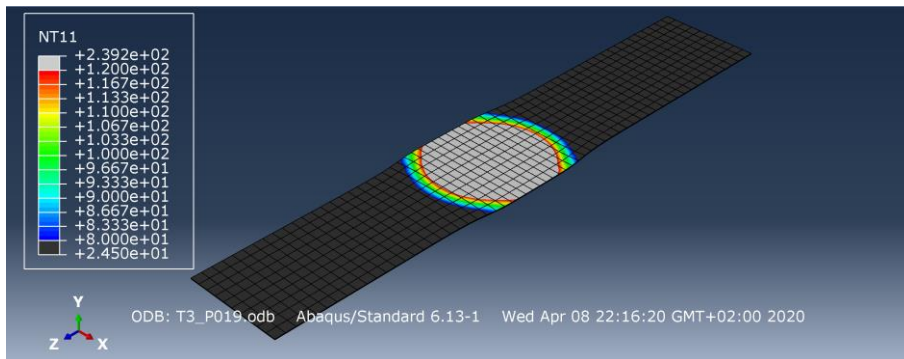 NT11
+2.392e+02
+1.200e+02
+1.167e+02
+1.133e+02
+1.100e+02
+1.067e+02
+1.033e+02
+1.000e+02
+9.667e+01
+9.333e+01
+9.000e+01
+8.667e+01
+8.333e+01
+8.000e+01
+2.450e+01
Y
Z X
ODB: T3_P019.odb Abaqus/Standard 6.13-1 Wed Apr 08 22:16:20 GMT+02:00 2020